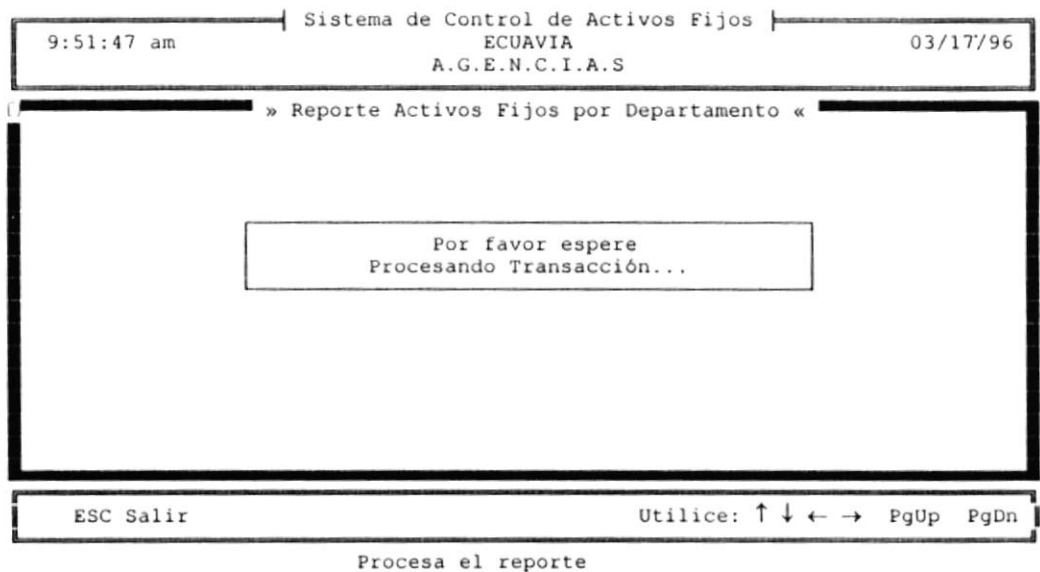 Sistema de Control de Activos Fijos
9:51:47 am ECUAVIA 03/17/96
A.G.E.N.C.I.A.S
» Reporte Activos Fijos por Departamento «
Por favor espere
Procesando Transacción...
ESC Salir Utilice: ↑ ↓ ← → PgUp PgDn
Procesa el reporte